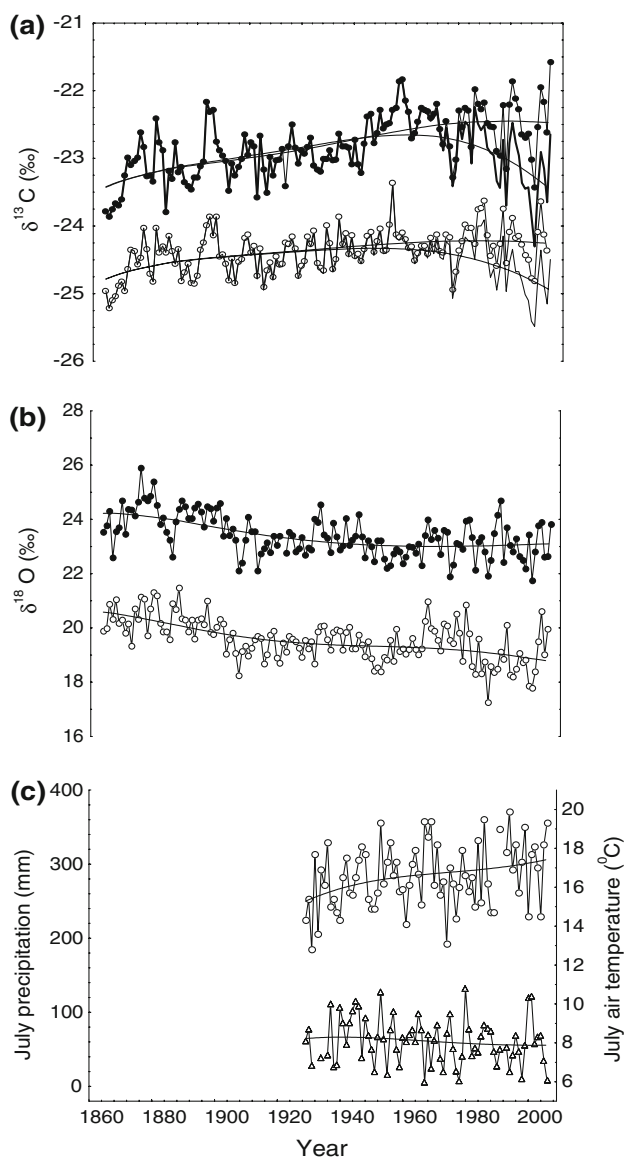 (a)
-21
-22
-23
-24
-25
-26
δ¹³ C (‰)
(b)
28
26
24
22
20
18
16
δ¹⁸ O (‰)
(c)
400
300
200
100
0
July precipitation (mm)
20
18
16
14
12
10
8
6
July air temperature (⁰C)
1860 1880 1900 1920 1940 1960 1980 2000
Year